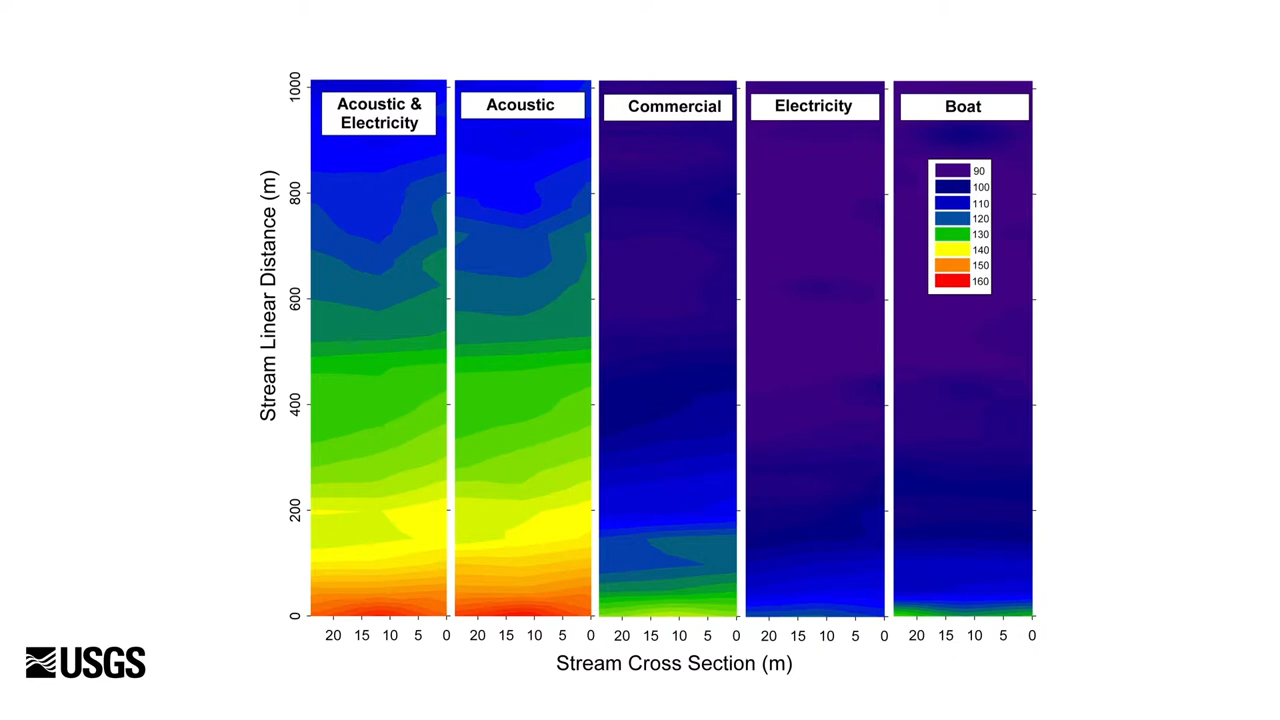 Acoustic &
Electricity
Acoustic
Commercial
Electricity
Boat
90
100
110
120
130
140
150
160
Stream Linear Distance (m)
1000
800
600
400
200
0
20 15 10 5 0
20 15 10 5 0
20 15 10 5 0
20 15 10 5 0
20 15 10 5 0
Stream Cross Section (m)
USGS